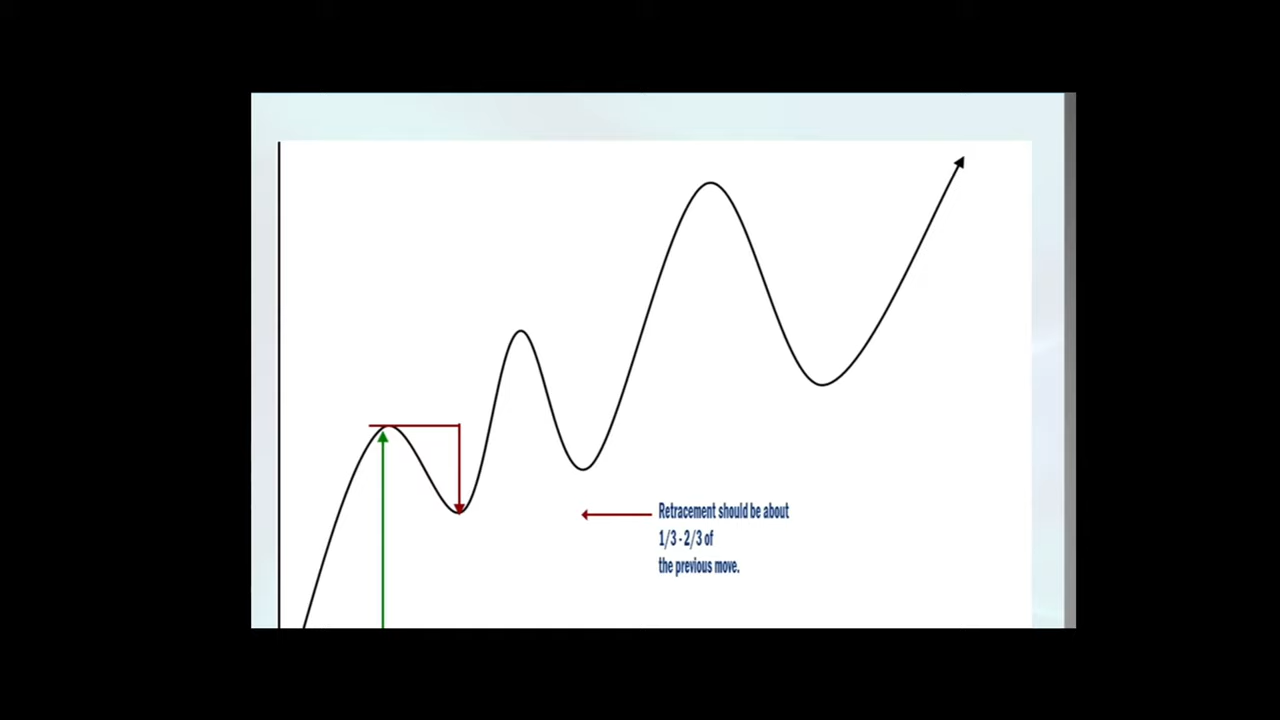 Retracement should be about
1/3 - 2/3 of
the previous move.